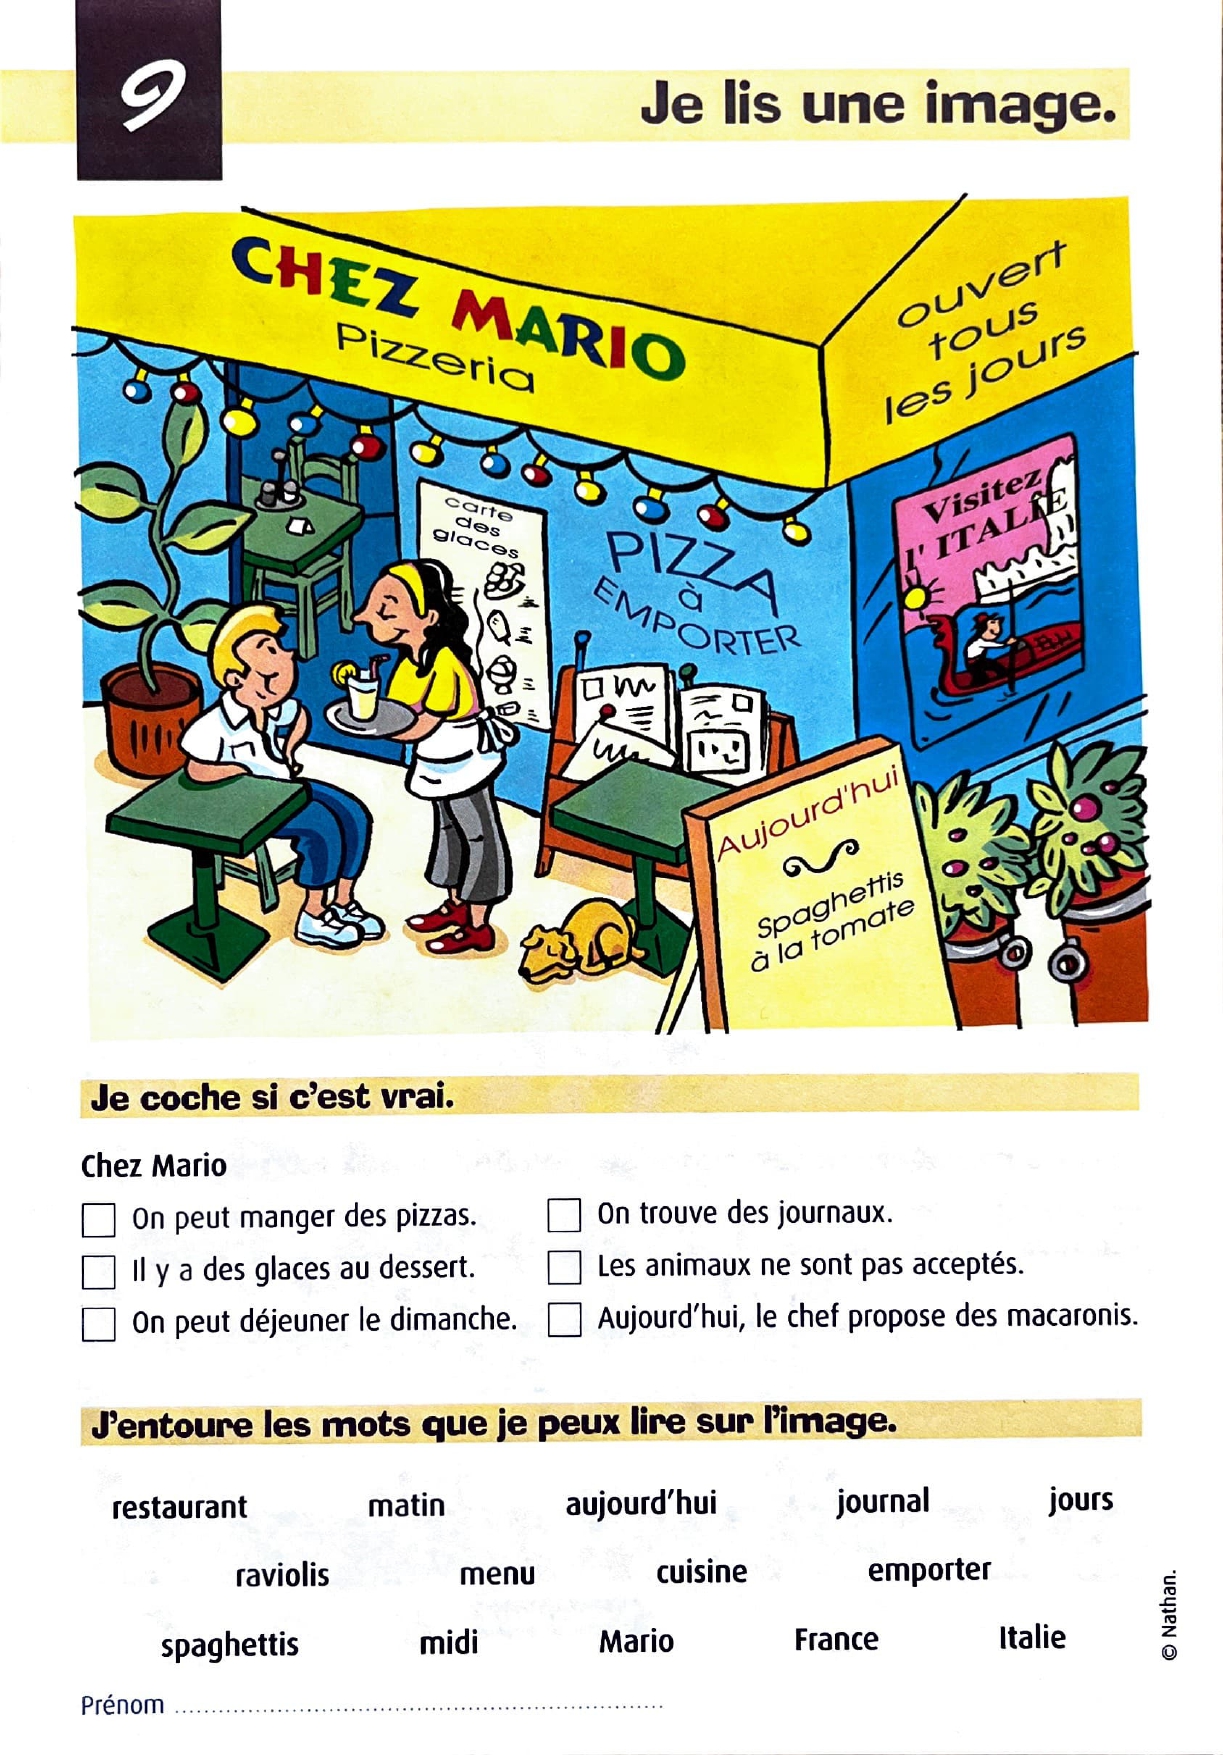 9
Je lis une image.
CHEZ MARIO
Pizzeria
ouvert
tous
les jours
carte
des
glaces
PIZZA
à
EMPORTER
Visitez
l'ITALIE
Aujourd'hui
Spaghettis
à la tomate
Je coche si c'est vrai.
Chez Mario
On peut manger des pizzas.
On trouve des journaux.
Il y a des glaces au dessert.
Les animaux ne sont pas acceptés.
On peut déjeuner le dimanche.
Aujourd'hui, le chef propose des macaronis.
J'entoure les mots que je peux lire sur l'image.
restaurant matin aujourd'hui journal jours
raviolis menu cuisine emporter
spaghettis midi Mario France Italie
Prénom ..............................................................
© Nathan.